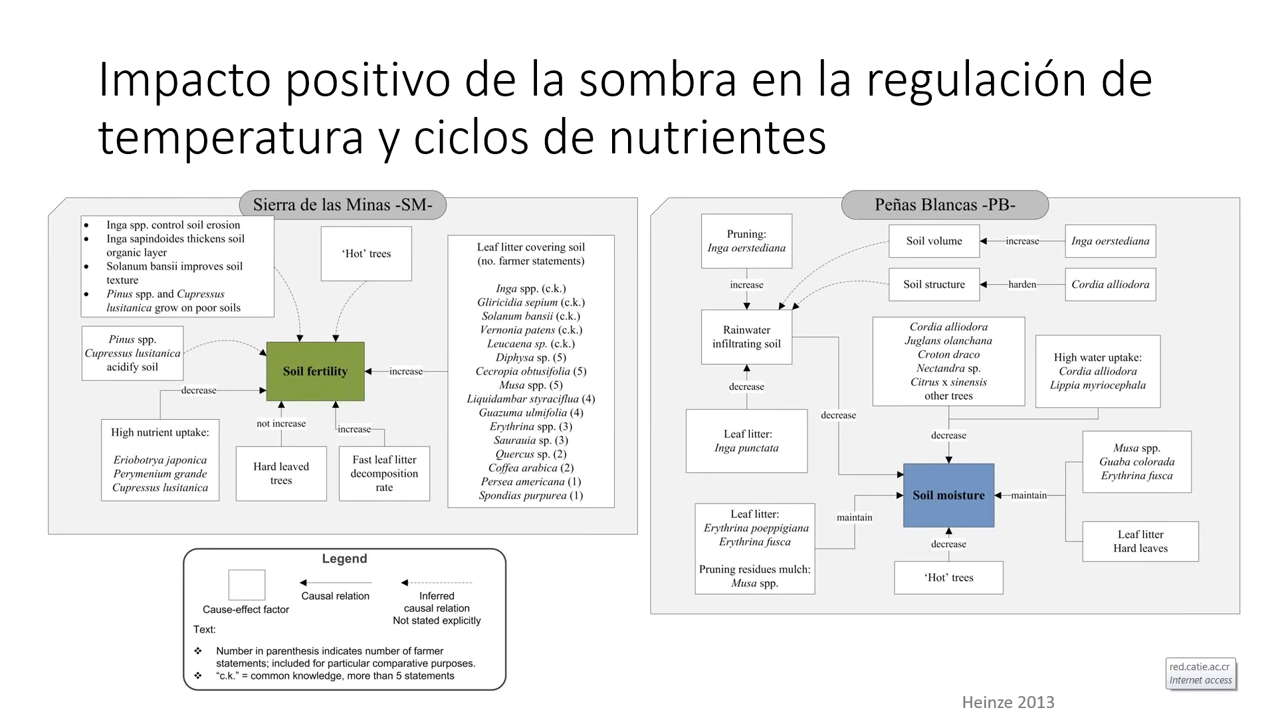 Impacto positivo de la sombra en la regulación de
temperatura y ciclos de nutrientes
Sierra de las Minas -SM-
Inga spp. control soil erosion
Inga sapindoides thickens soil
organic layer
Solanum bansii improves soil
texture
Pinus spp. and Cupressus
lusitanica grow on poor soils
‘Hot’ trees
Leaf litter covering soil
(no. farmer statements)
Inga spp. (c.k.)
Gliricidia sepium (c.k.)
Solanum bansii (c.k.)
Vernonia patens (c.k.)
Leucaena sp. (c.k.)
Diphysa sp. (5)
Cecropia obtusifolia (5)
Musa spp. (5)
Liquidambar styraciflua (4)
Guazuma ulmifolia (4)
Erythrina spp. (3)
Saurauia sp. (3)
Quercus sp. (2)
Coffea arabica (2)
Persea americana (1)
Spondias purpurea (1)
Pinus spp.
Cupressus lusitanica
acidify soil
Soil fertility
increase
decrease
not increase
increase
High nutrient uptake:
Eriobotrya japonica
Perymenium grande
Cupressus lusitanica
Hard leaved
trees
Fast leaf litter
decomposition
rate
Legend
Cause-effect factor
Causal relation
Inferred
causal relation
Not stated explicitly
Text:
Number in parenthesis indicates number of farmer
statements; included for particular comparative purposes.
“c.k.” = common knowledge, more than 5 statements
Peñas Blancas -PB-
Pruning:
Inga oerstediana
increase
Soil volume
increase
Inga oerstediana
Soil structure
harden
Cordia alliodora
Rainwater
infiltrating soil
decrease
Leaf litter:
Inga punctata
decrease
Cordia alliodora
Juglans olanchana
Croton draco
Nectandra sp.
Citrus x sinensis
other trees
High water uptake:
Cordia alliodora
Lippia myriocephala
decrease
Soil moisture
Musa spp.
Guaba colorada
Erythrina fusca
maintain
Leaf litter
Hard leaves
Leaf litter:
Erythrina poeppigiana
Erythrina fusca
Pruning residues mulch:
Musa spp.
maintain
decrease
‘Hot’ trees
red.catie.ac.cr
Internet access
Heinze 2013